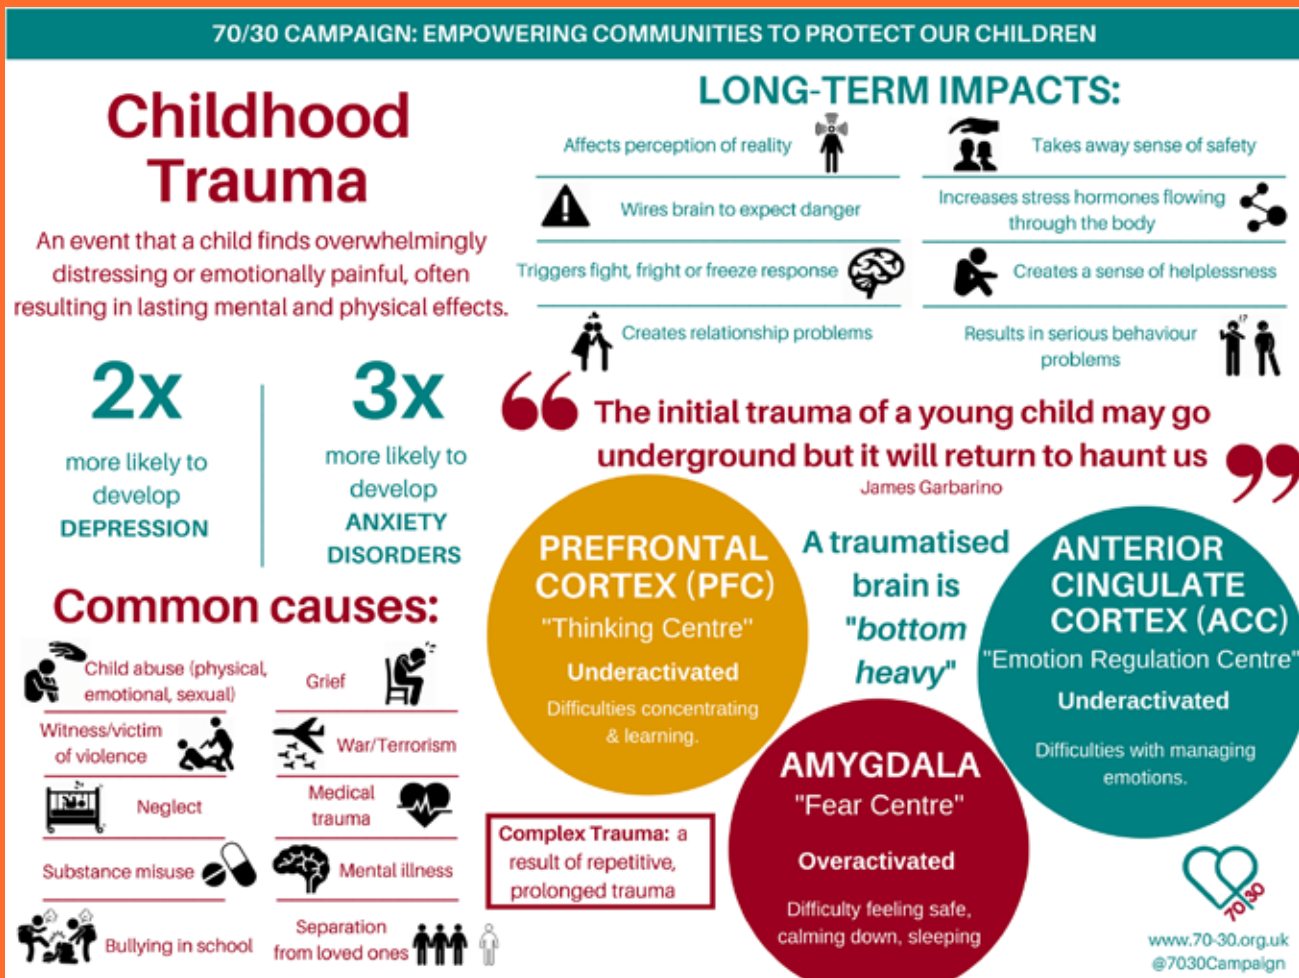 70/30 CAMPAIGN: EMPOWERING COMMUNITIES TO PROTECT OUR CHILDREN
Childhood
Trauma
An event that a child finds overwhelmingly
distressing or emotionally painful, often
resulting in lasting mental and physical effects.
2x
more likely to
develop
DEPRESSION
3x
more likely to
develop
ANXIETY
DISORDERS
Common causes:
Child abuse (physical,
emotional, sexual)
Grief
Witness/victim
of violence
War/Terrorism
Neglect
Medical
trauma
Substance misuse
Mental illness
Bullying in school
Separation
from loved ones
LONG-TERM IMPACTS:
Affects perception of reality
Takes away sense of safety
Wires brain to expect danger
Increases stress hormones flowing
through the body
Triggers fight, fright or freeze response
Creates a sense of helplessness
Creates relationship problems
Results in serious behaviour
problems
!?
“The initial trauma of a young child may go
underground but it will return to haunt us”
James Garbarino
PREFRONTAL
CORTEX (PFC)
"Thinking Centre"
Underactivated
Difficulties concentrating
& learning.
A traumatised
brain is
"bottom
heavy"
ANTERIOR
CINGULATE
CORTEX (ACC)
"Emotion Regulation Centre"
Underactivated
Difficulties with managing
emotions.
AMYGDALA
"Fear Centre"
Overactivated
Difficulty feeling safe,
calming down, sleeping
Complex Trauma: a
result of repetitive,
prolonged trauma
70/30
www.70-30.org.uk
@7030Campaign